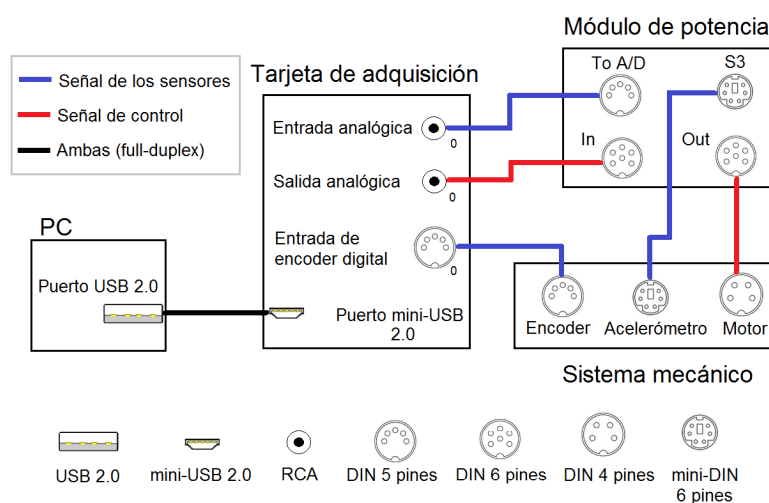 Módulo de potencia
To A/D
S3
In
Out
Señal de los sensores
Señal de control
Ambas (full-duplex)
Tarjeta de adquisición
Entrada analógica
0
Salida analógica
0
Entrada de
encoder digital
0
Puerto mini-USB
2.0
PC
Puerto USB 2.0
Encoder
Acelerómetro
Motor
Sistema mecánico
USB 2.0
mini-USB 2.0
RCA
DIN 5 pines
DIN 6 pines
DIN 4 pines
mini-DIN
6 pines